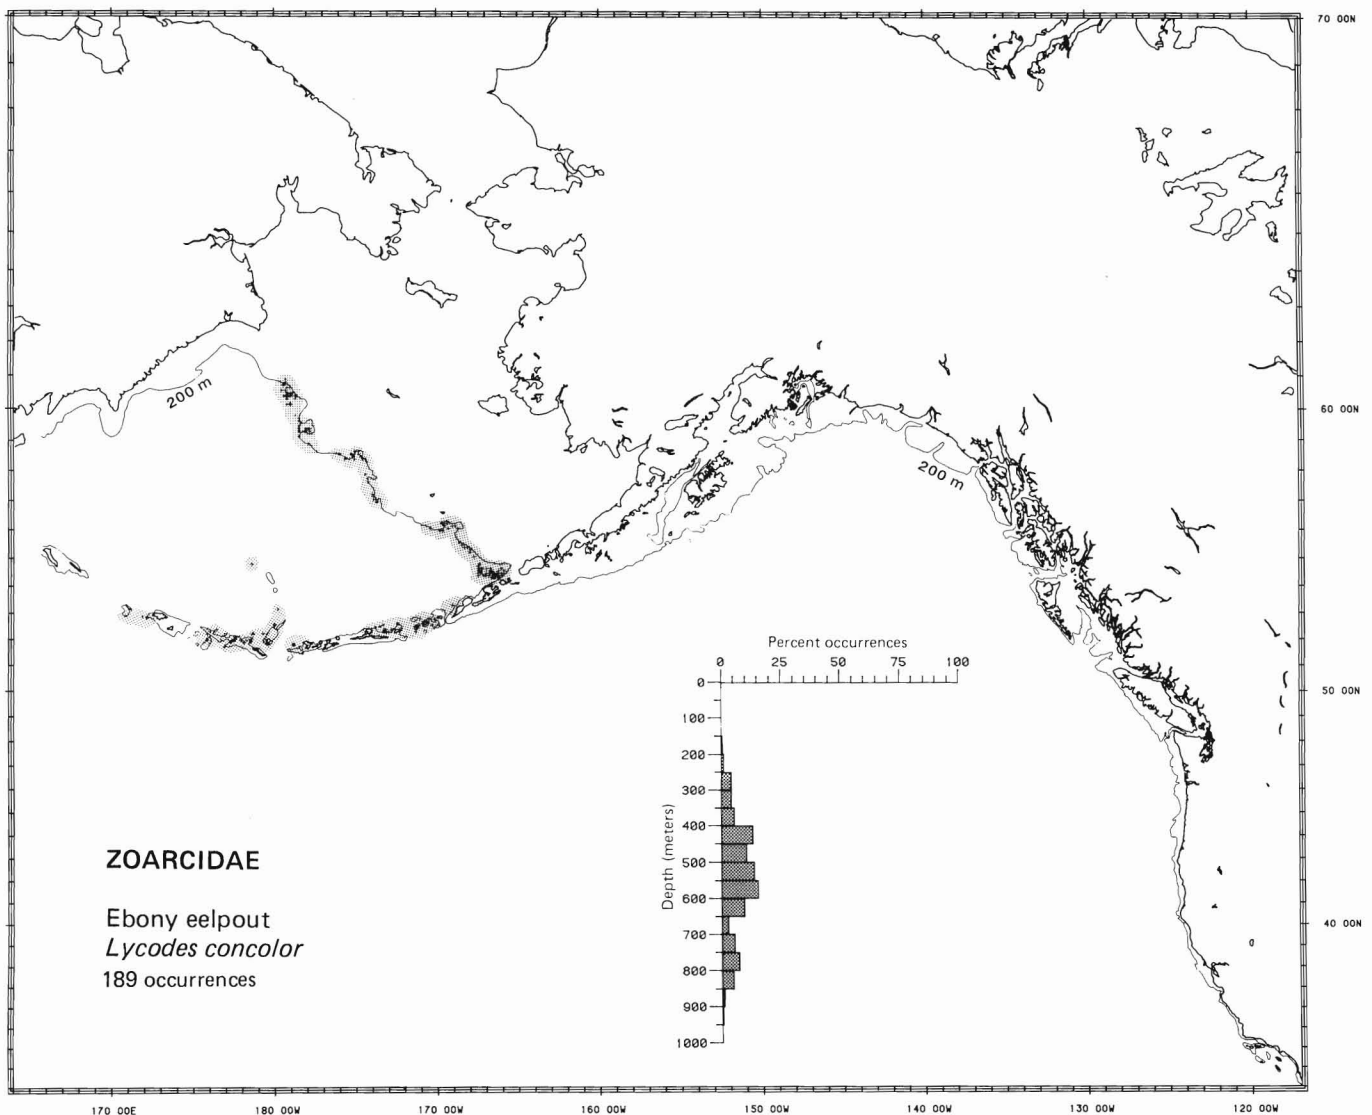 70 00N
200 m
60 00N
200 m
Percent occurrences
0 25 50 75 100
50 00N
Depth (meters)
0
100
200
300
400
500
600
700
800
900
1000
40 00N
ZOARCIDAE
Ebony eelpout
Lycodes concolor
189 occurrences
170 00E 180 00W 170 00W 160 00W 150 00W 140 00W 130 00W 120 00W